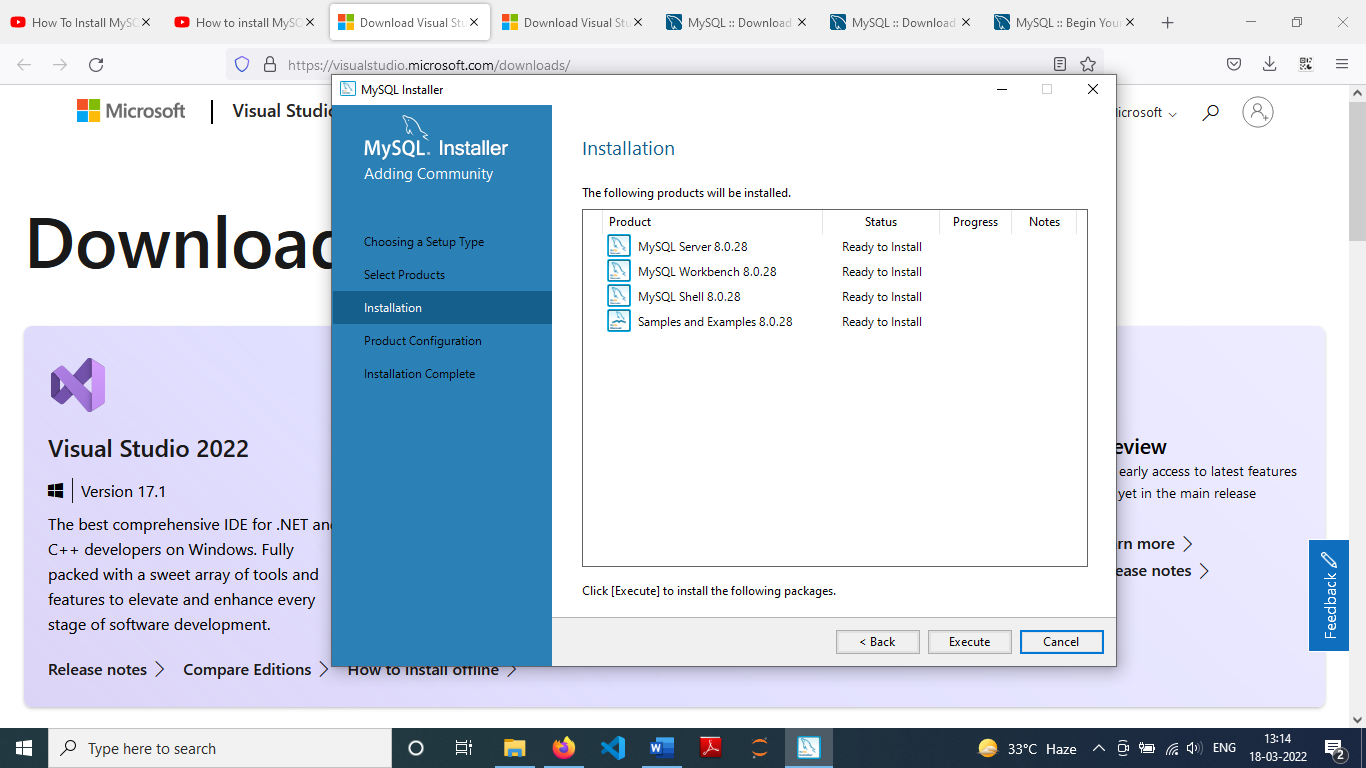 How To Install MySC
How to install MySC
Download Visual Stu
Download Visual Stu
MySQL :: Download
MySQL :: Download
MySQL :: Begin Your
https://visualstudio.microsoft.com/downloads/
Microsoft
Visual Studio
icrosoft
MySQL Installer
MySQL. Installer
Adding Community
Choosing a Setup Type
Select Products
Installation
Product Configuration
Installation Complete
Installation
The following products will be installed.
Product Status Progress Notes
MySQL Server 8.0.28 Ready to Install
MySQL Workbench 8.0.28 Ready to Install
MySQL Shell 8.0.28 Ready to Install
Samples and Examples 8.0.28 Ready to Install
Click [Execute] to install the following packages.
< Back Execute Cancel
Download
Visual Studio 2022
Version 17.1
The best comprehensive IDE for .NET and
C++ developers on Windows. Fully
packed with a sweet array of tools and
features to elevate and enhance every
stage of software development.
Release notes Compare Editions How to install offline
eview
early access to latest features
yet in the main release
rn more
ease notes
Feedback
Type here to search
33°C Haze
ENG
13:14
18-03-2022
2